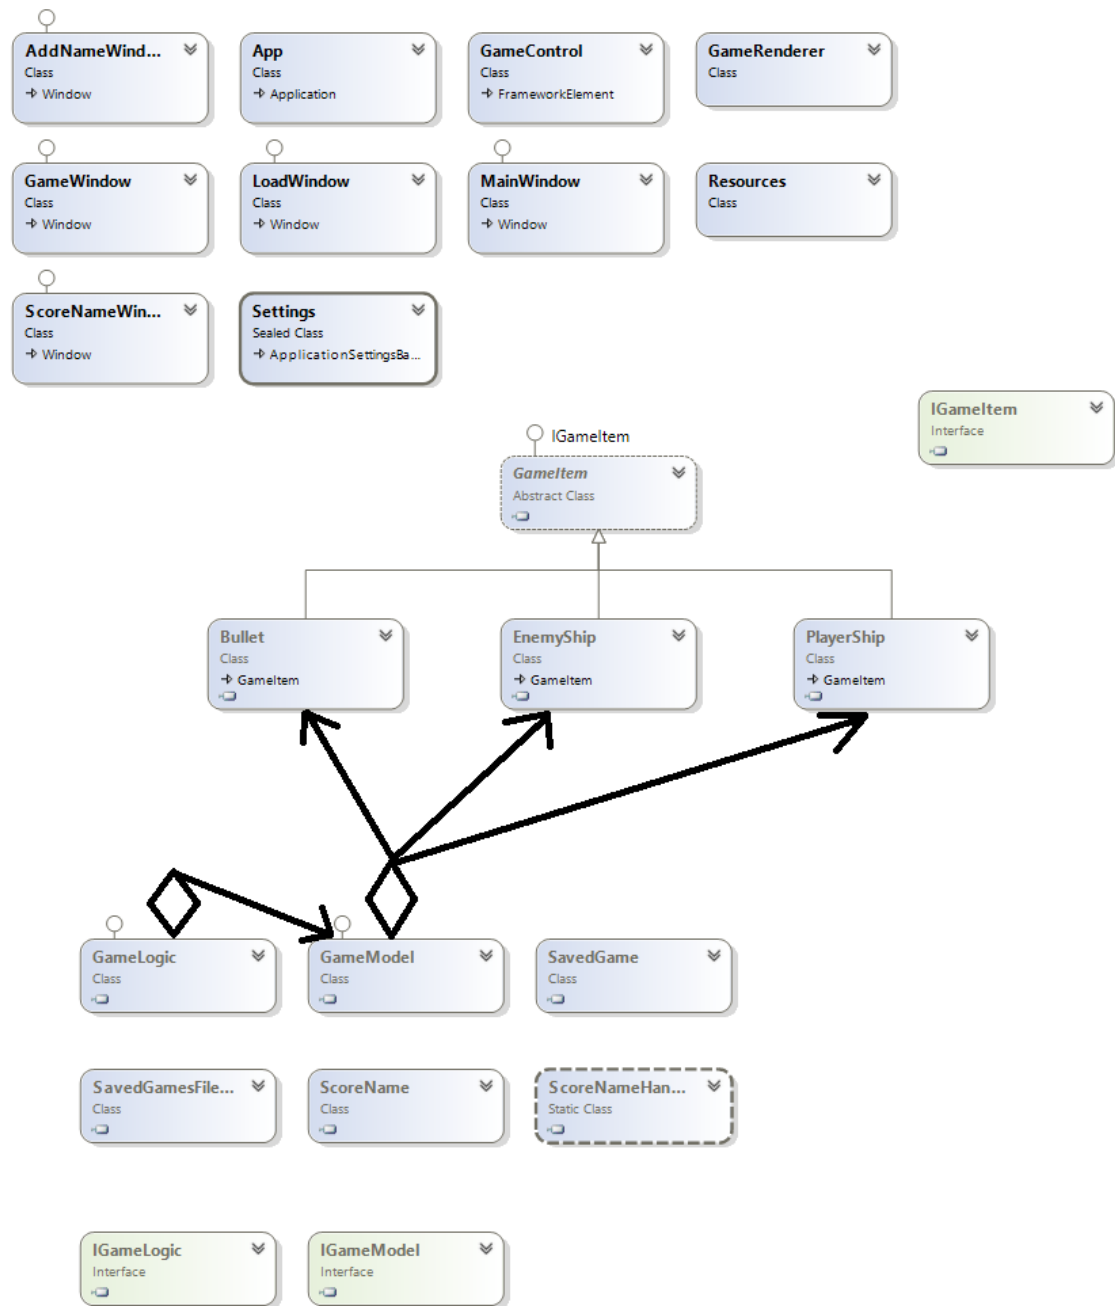 AddNameWind...
Class
Window
App
Class
Application
GameControl
Class
FrameworkElement
GameRenderer
Class
GameWindow
Class
Window
LoadWindow
Class
Window
MainWindow
Class
Window
Resources
Class
ScoreNameWin...
Class
Window
Settings
Sealed Class
ApplicationSettingsBa...
IGameItem
Interface
IGameItem
GameItem
Abstract Class
Bullet
Class
GameItem
EnemyShip
Class
GameItem
PlayerShip
Class
GameItem
GameLogic
Class
GameModel
Class
SavedGame
Class
SavedGamesFile...
Class
ScoreName
Class
ScoreNameHan...
Static Class
IGameLogic
Interface
IGameModel
Interface